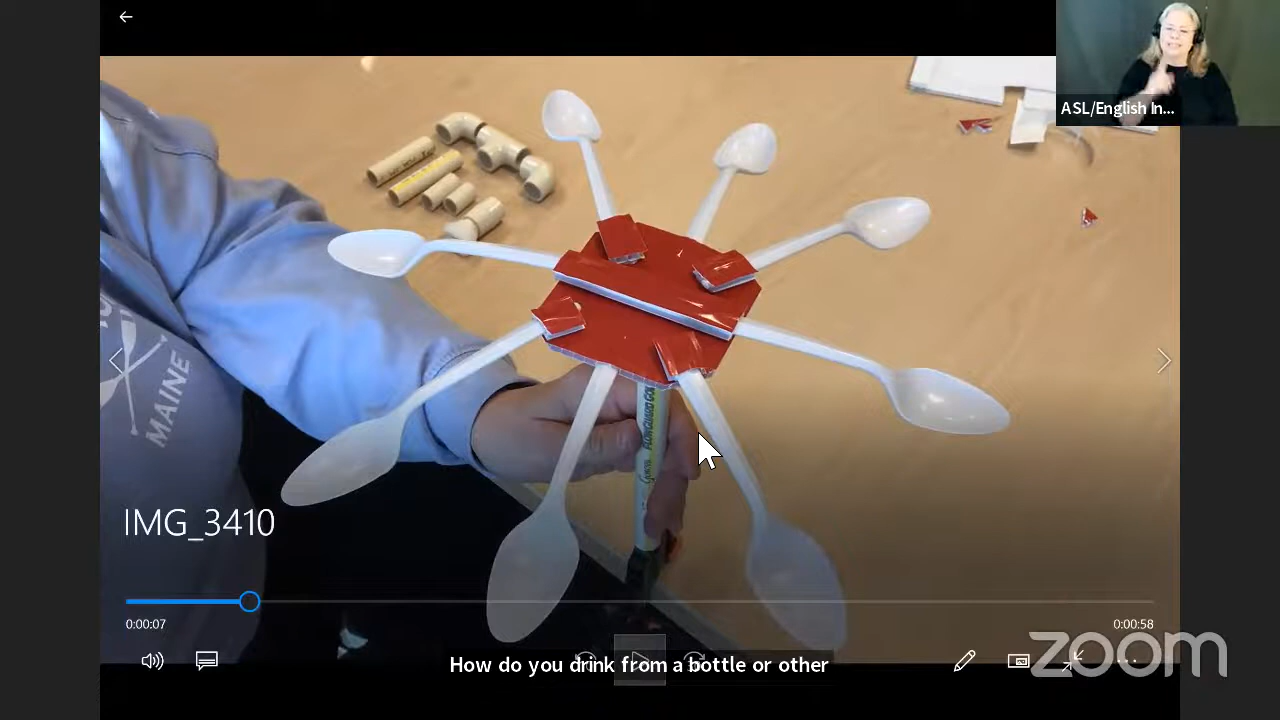 ASL/English In...
MAINE
IMG_3410
0:00:07
0:00:58
How do you drink from a bottle or other
zoom